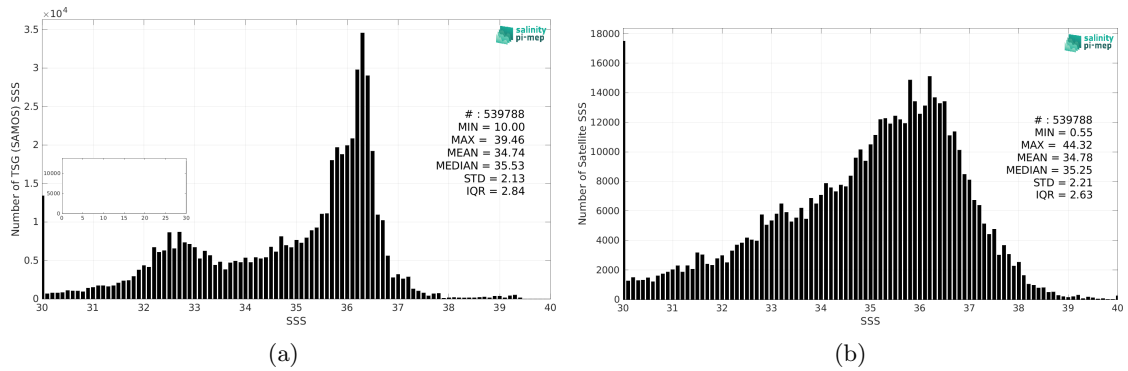 ×10⁴
3.5
3
2.5
2
1.5
1
0.5
0
Number of TSG (SAMOS) SSS
salinity
pi-mep
# : 539788
MIN = 10.00
MAX = 39.46
MEAN = 34.74
MEDIAN = 35.53
STD = 2.13
IQR = 2.84
10000
5000
0
0 5 10 15 20 25 30
30 31 32 33 34 35 36 37 38 39 40
SSS
(a)
18000
16000
14000
12000
10000
8000
6000
4000
2000
0
Number of Satellite SSS
salinity
pi-mep
# : 539788
MIN = 0.55
MAX = 44.32
MEAN = 34.78
MEDIAN = 35.25
STD = 2.21
IQR = 2.63
30 31 32 33 34 35 36 37 38 39 40
SSS
(b)